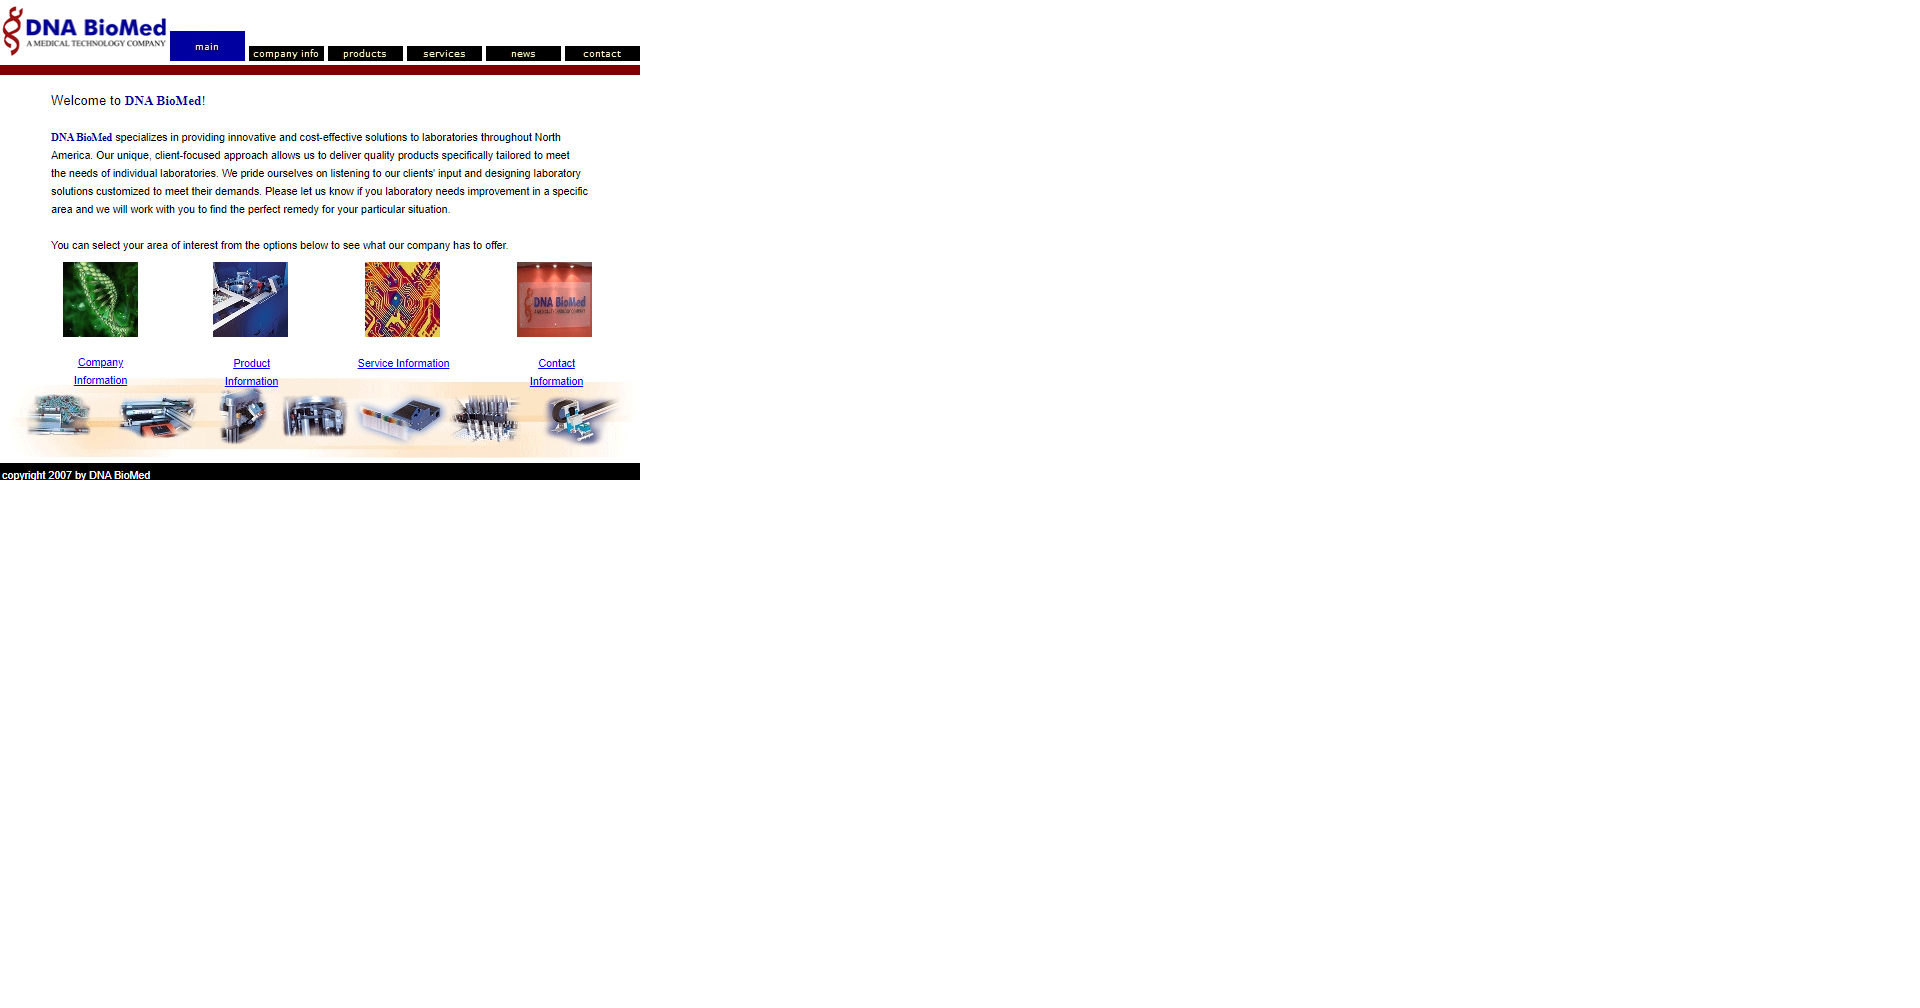 DNA BioMed
A MEDICAL TECHNOLOGY COMPANY
main
company info
products
services
news
contact
Welcome to DNA BioMed!
DNA BioMed specializes in providing innovative and cost-effective solutions to laboratories throughout North
America. Our unique, client-focused approach allows us to deliver quality products specifically tailored to meet
the needs of individual laboratories. We pride ourselves on listening to our clients' input and designing laboratory
solutions customized to meet their demands. Please let us know if you laboratory needs improvement in a specific
area and we will work with you to find the perfect remedy for your particular situation.
You can select your area of interest from the options below to see what our company has to offer.
DNA BioMed
A MEDICAL TECHNOLOGY COMPANY
Company
Information
Product
Information
Service Information
Contact
Information
copyright 2007 by DNA BioMed